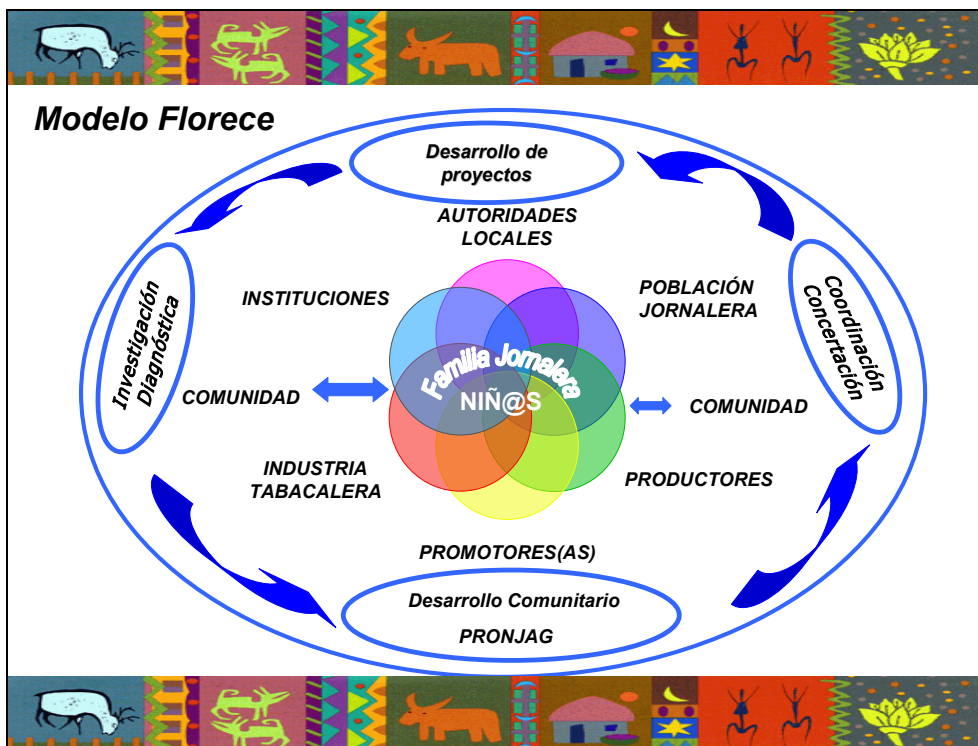 Modelo Florece
Desarrollo de
proyectos
AUTORIDADES
LOCALES
INSTITUCIONES
POBLACIÓN
JORNALERA
Investigación
Diagnóstica
Coordinación
Concertación
Familia Jornalera
NIÑ@S
COMUNIDAD
COMUNIDAD
INDUSTRIA
TABACALERA
PRODUCTORES
PROMOTORES(AS)
Desarrollo Comunitario
PRONJAG